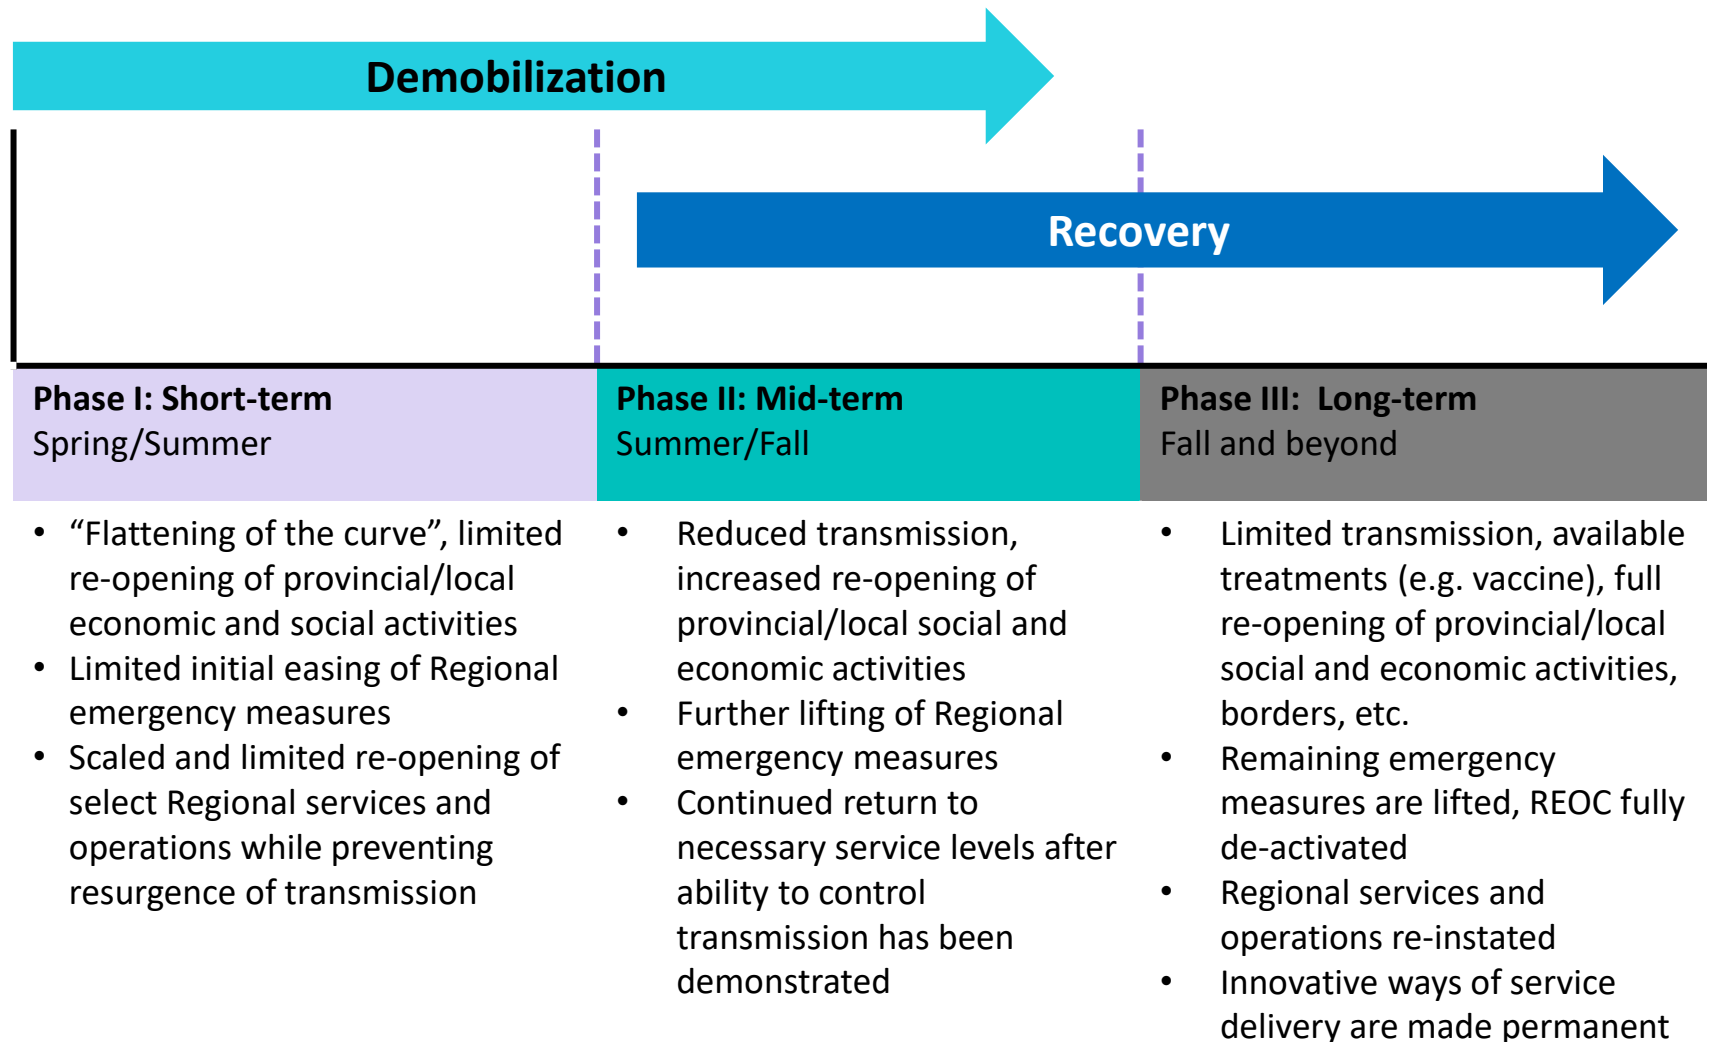 Demobilization
Recovery
Phase I: Short-term
Spring/Summer
Phase II: Mid-term
Summer/Fall
Phase III:  Long-term
Fall and beyond
• “Flattening of the curve”, limited
re-opening of provincial/local
economic and social activities
• Limited initial easing of Regional
emergency measures
• Scaled and limited re-opening of
select Regional services and
operations while preventing
resurgence of transmission
• Reduced transmission,
increased re-opening of
provincial/local social and
economic activities
• Further lifting of Regional
emergency measures
• Continued return to
necessary service levels after
ability to control
transmission has been
demonstrated
• Limited transmission, available
treatments (e.g. vaccine), full
re-opening of provincial/local
social and economic activities,
borders, etc.
• Remaining emergency
measures are lifted, REOC fully
de-activated
• Regional services and
operations re-instated
• Innovative ways of service
delivery are made permanent